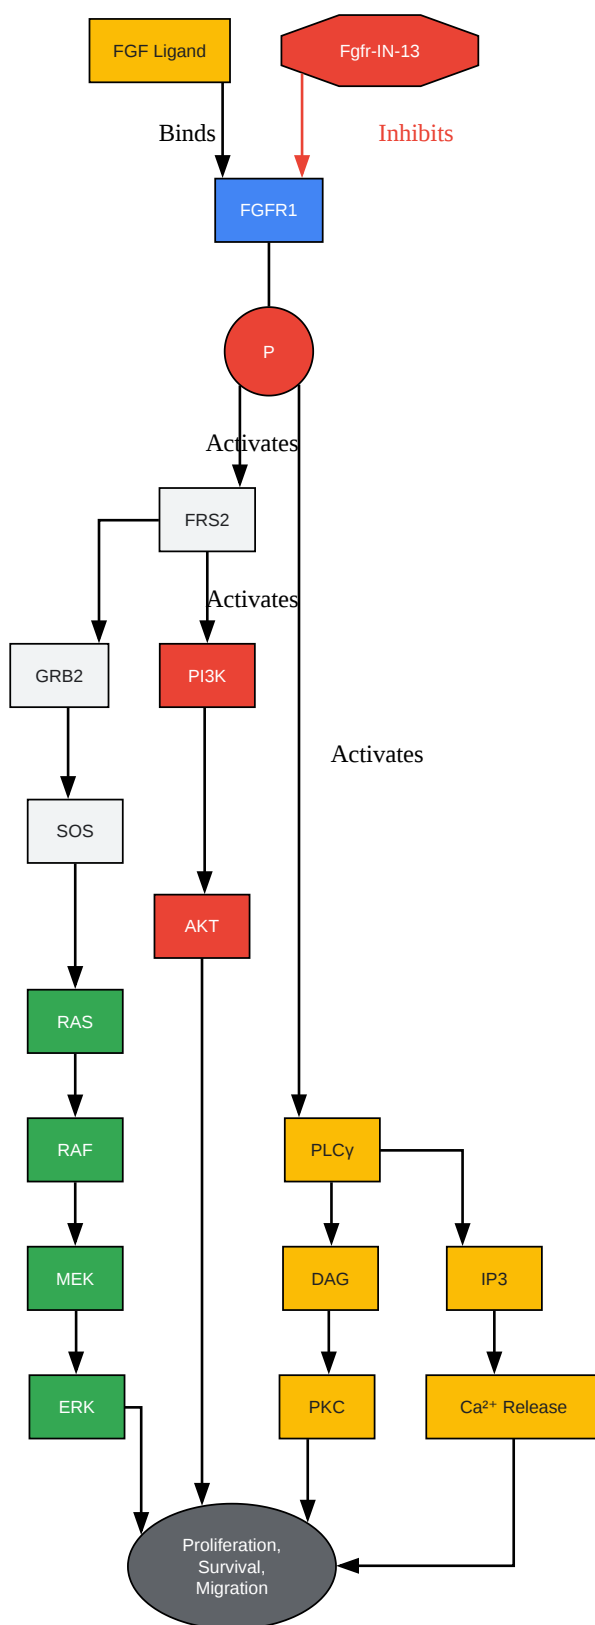 FGF Ligand
Fgfr-IN-13
Binds
Inhibits
FGFR1
P
Activates
FRS2
Activates
GRB2
PI3K
Activates
SOS
AKT
RAS
RAF
PLCγ
MEK
DAG
IP3
ERK
PKC
Ca²⁺ Release
Proliferation,
Survival,
Migration